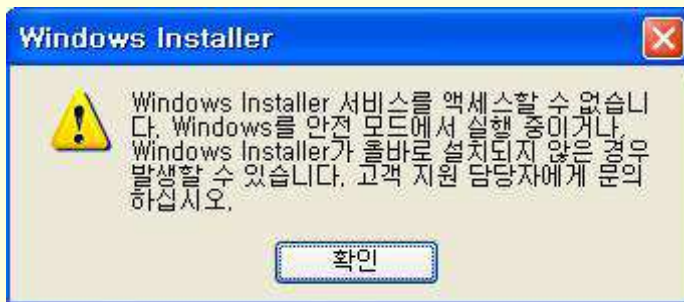 Windows Installer
Windows Installer 서비스를 액세스할 수 없습니
다. Windows를 안전 모드에서 실행 중이거나,
Windows Installer가 올바로 설치되지 않은 경우
발생할 수 있습니다. 고객 지원 담당자에게 문의
하십시오.
확인